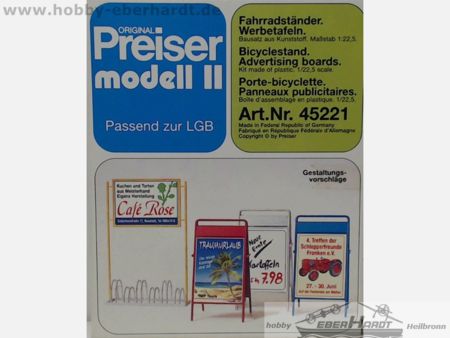 www.hobby-eberhardt.de
ORIGINAL
Preiser
modell II
Passend zur LGB
Fahrradständer.
Werbetafeln.
Bausatz aus Kunststoff. Maßstab 1:22,5.
Bicyclestand.
Advertising boards.
Kit made of plastic. 1/22,5 scale.
Porte-bicyclette.
Panneaux publicitaires.
Boîte d'assemblage en plastique. 1/22,5.
Art.Nr. 45221
Made in Federal Republic of Germany
Fabriqué en République Fédérale d'Allemagne
Copyright © by Preiser
Gestaltungs-
vorschläge
Kuchen und Torten
aus Meisterhand
Eigene Herstellung
Café Rose
TRAUMURLAUB
Neue
Ernte
Kartoffeln
7.98
4. Treffen der
Schlepperfreunde
Franken e.V.
27. - 30. Juni
hobby EBERHARDT Heilbronn